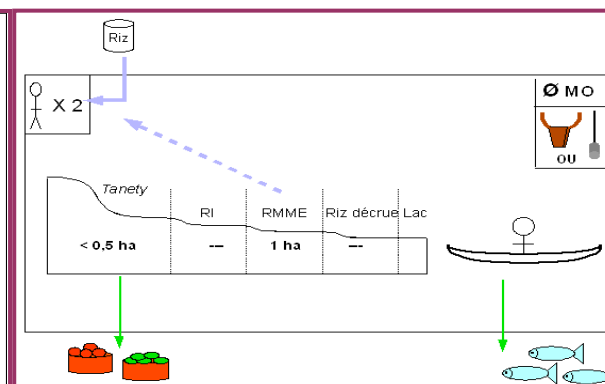 Riz
X 2
Ø MO
OU
Tanety
RI RMME Riz décrue Lac
< 0,5 ha --- 1 ha ---